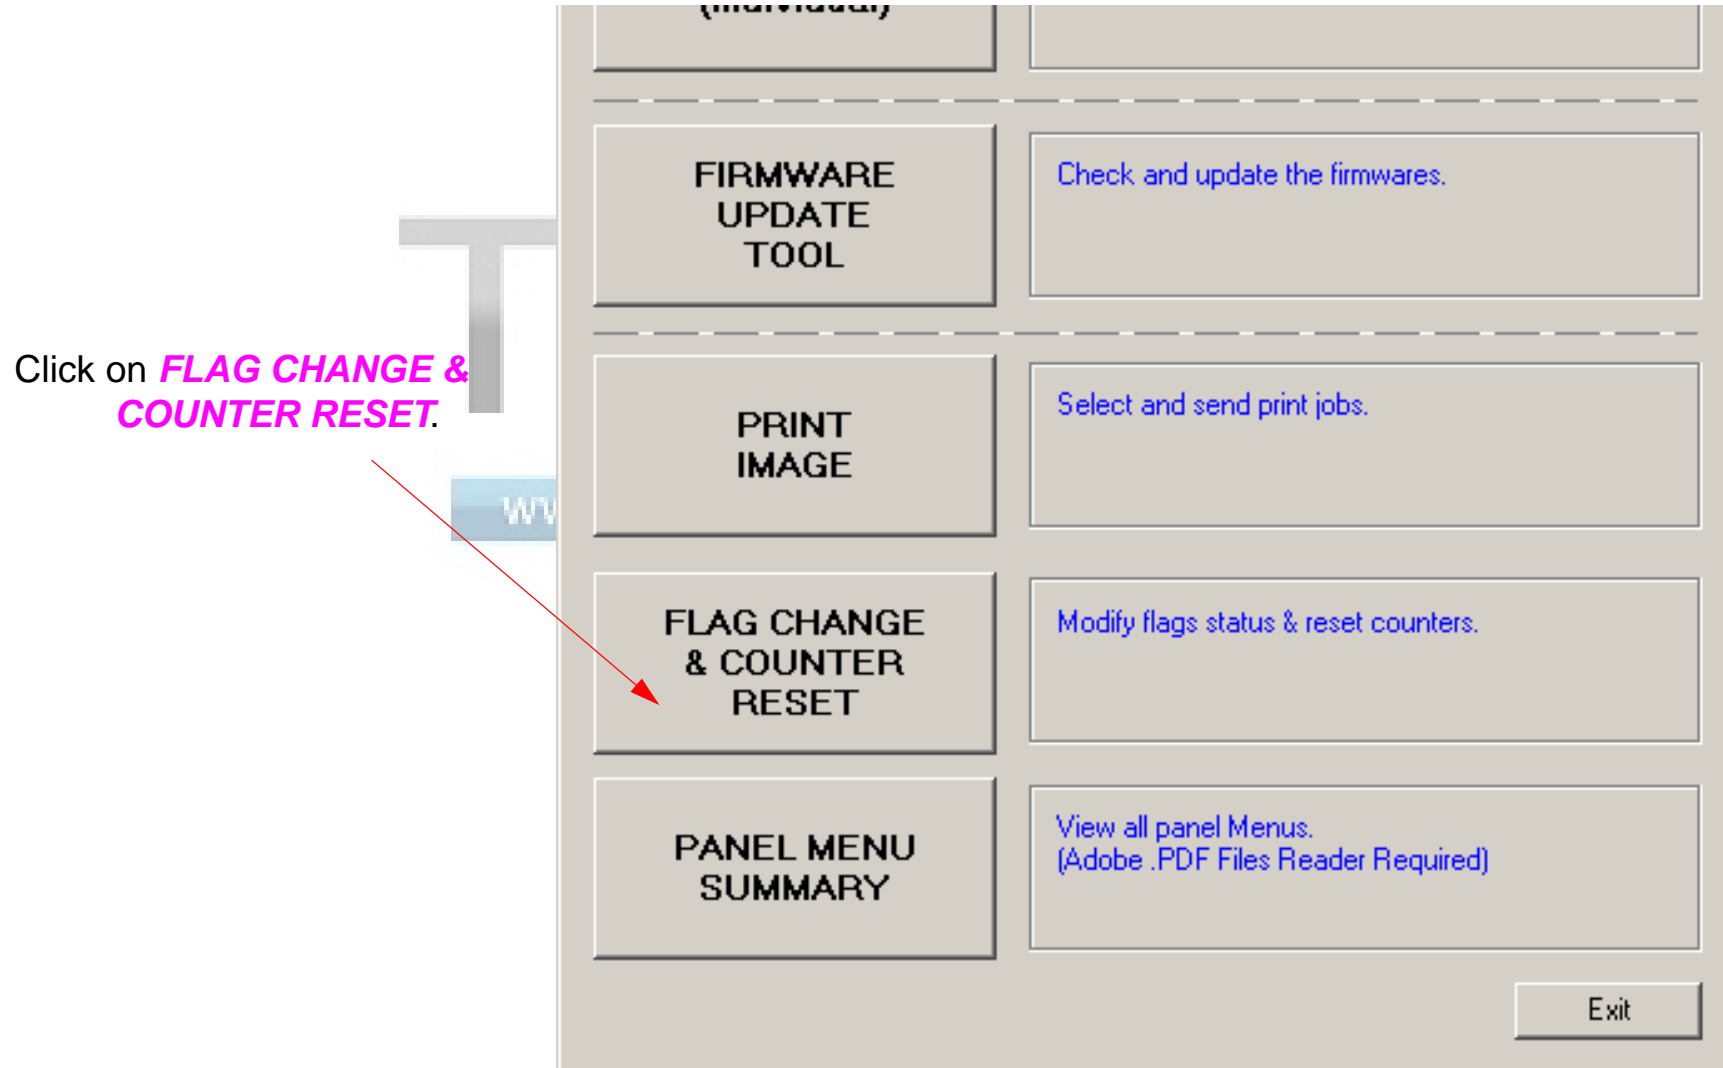 (Individual)
FIRMWARE
UPDATE
TOOL
Check and update the firmwares.
Click on FLAG CHANGE &
COUNTER RESET.
PRINT
IMAGE
Select and send print jobs.
FLAG CHANGE
& COUNTER
RESET
Modify flags status & reset counters.
PANEL MENU
SUMMARY
View all panel Menus.
(Adobe .PDF Files Reader Required)
Exit